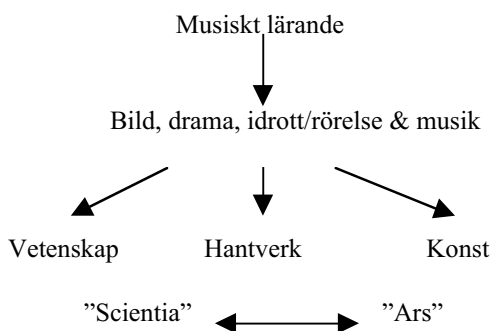 Musiskt lärande
Bild, drama, idrott/rörelse & musik
Vetenskap Hantverk Konst
”Scientia” ”Ars”